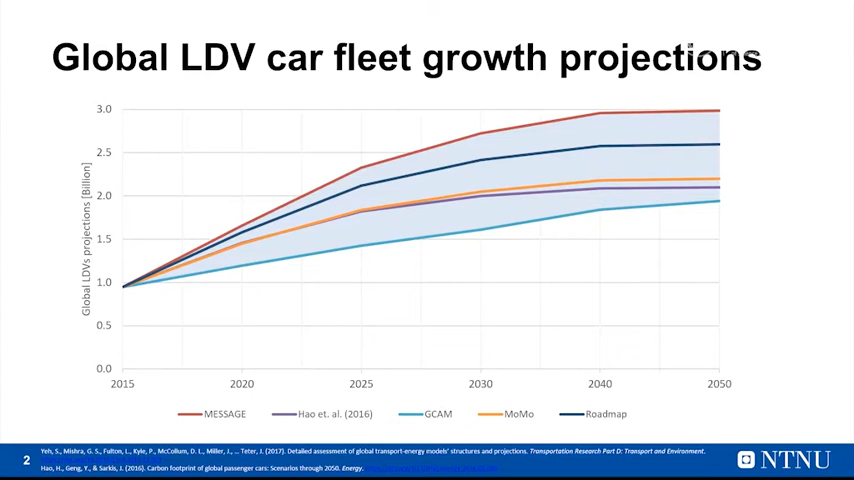 Global LDV car fleet growth projections
Global LDVs projections [Billion]
3.0
2.5
2.0
1.5
1.0
0.5
0.0
2015 2020 2025 2030 2040 2050
MESSAGE Hao et. al. (2016) GCAM MoMo Roadmap
2
Yeh, S., Mishra, G. S., Fulton, L., Kyle, P., McCollum, D. L., Miller, J., … Teter, J. (2017). Detailed assessment of global transport-energy models' structures and projections. Transportation Research Part D: Transport and Environment.
Hao, H., Geng, Y., & Sarkis, J. (2016). Carbon footprint of global passenger cars: Scenarios through 2050. Energy.
NTNU